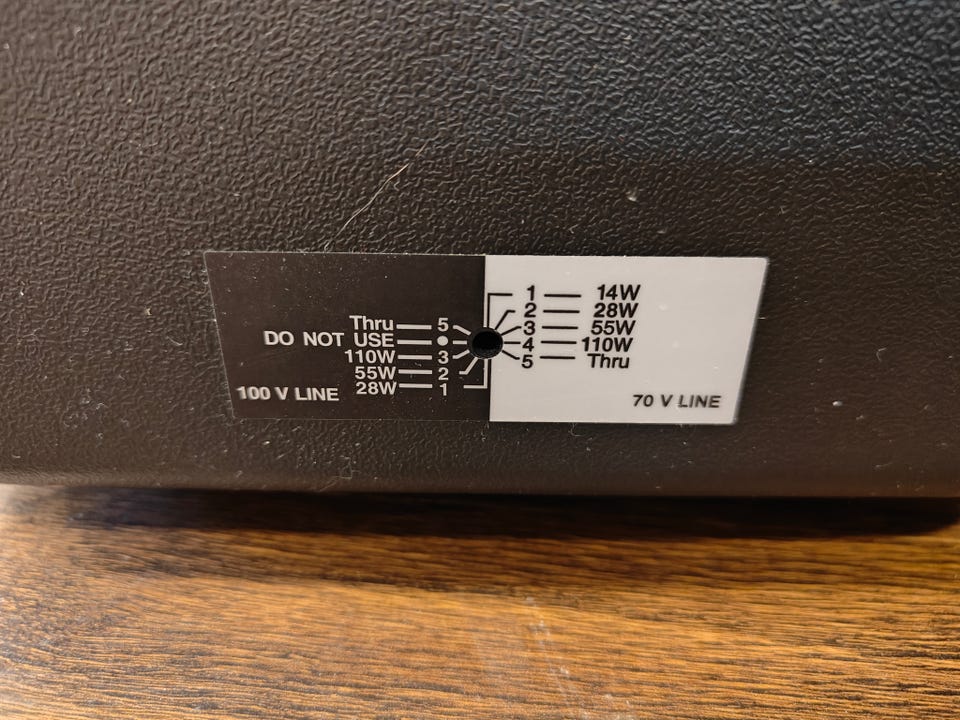 Thru — 5
DO NOT USE — •
110W — 3
55W — 2
28W — 1
100 V LINE
1 — 14W
2 — 28W
3 — 55W
4 — 110W
5 — Thru
70 V LINE